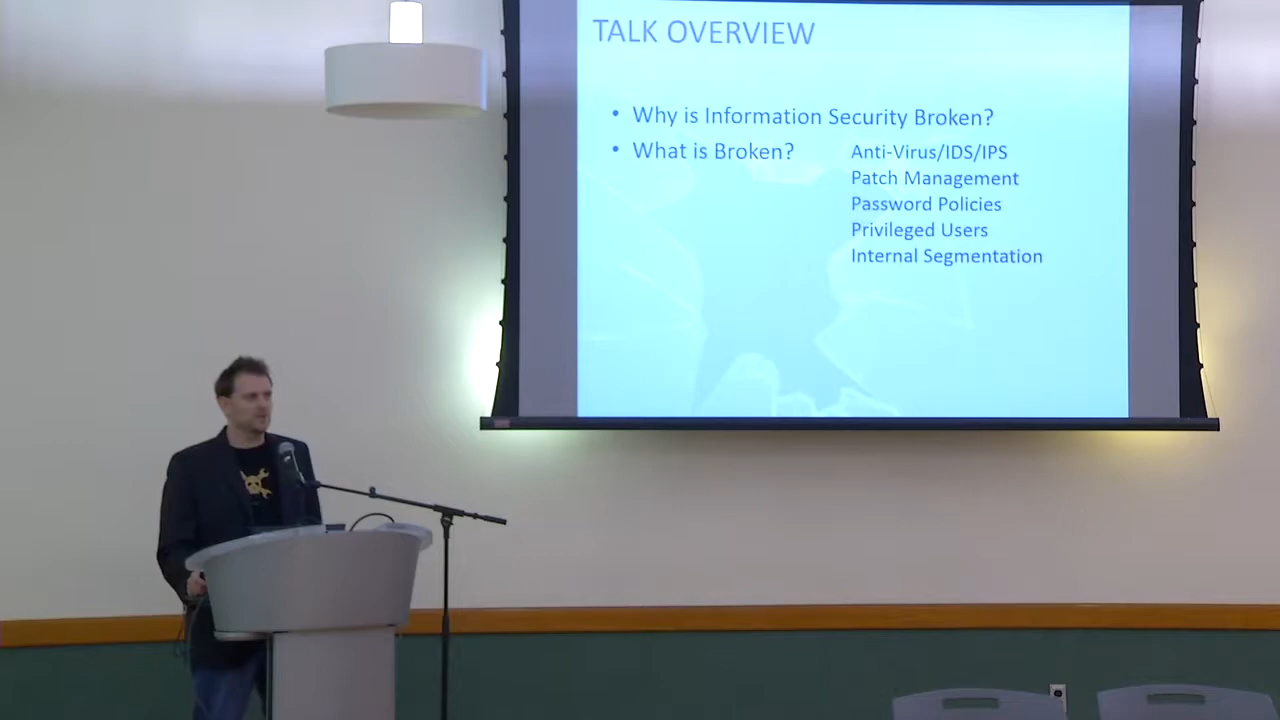 TALK OVERVIEW
• Why is Information Security Broken?
• What is Broken?
Anti-Virus/IDS/IPS
Patch Management
Password Policies
Privileged Users
Internal Segmentation